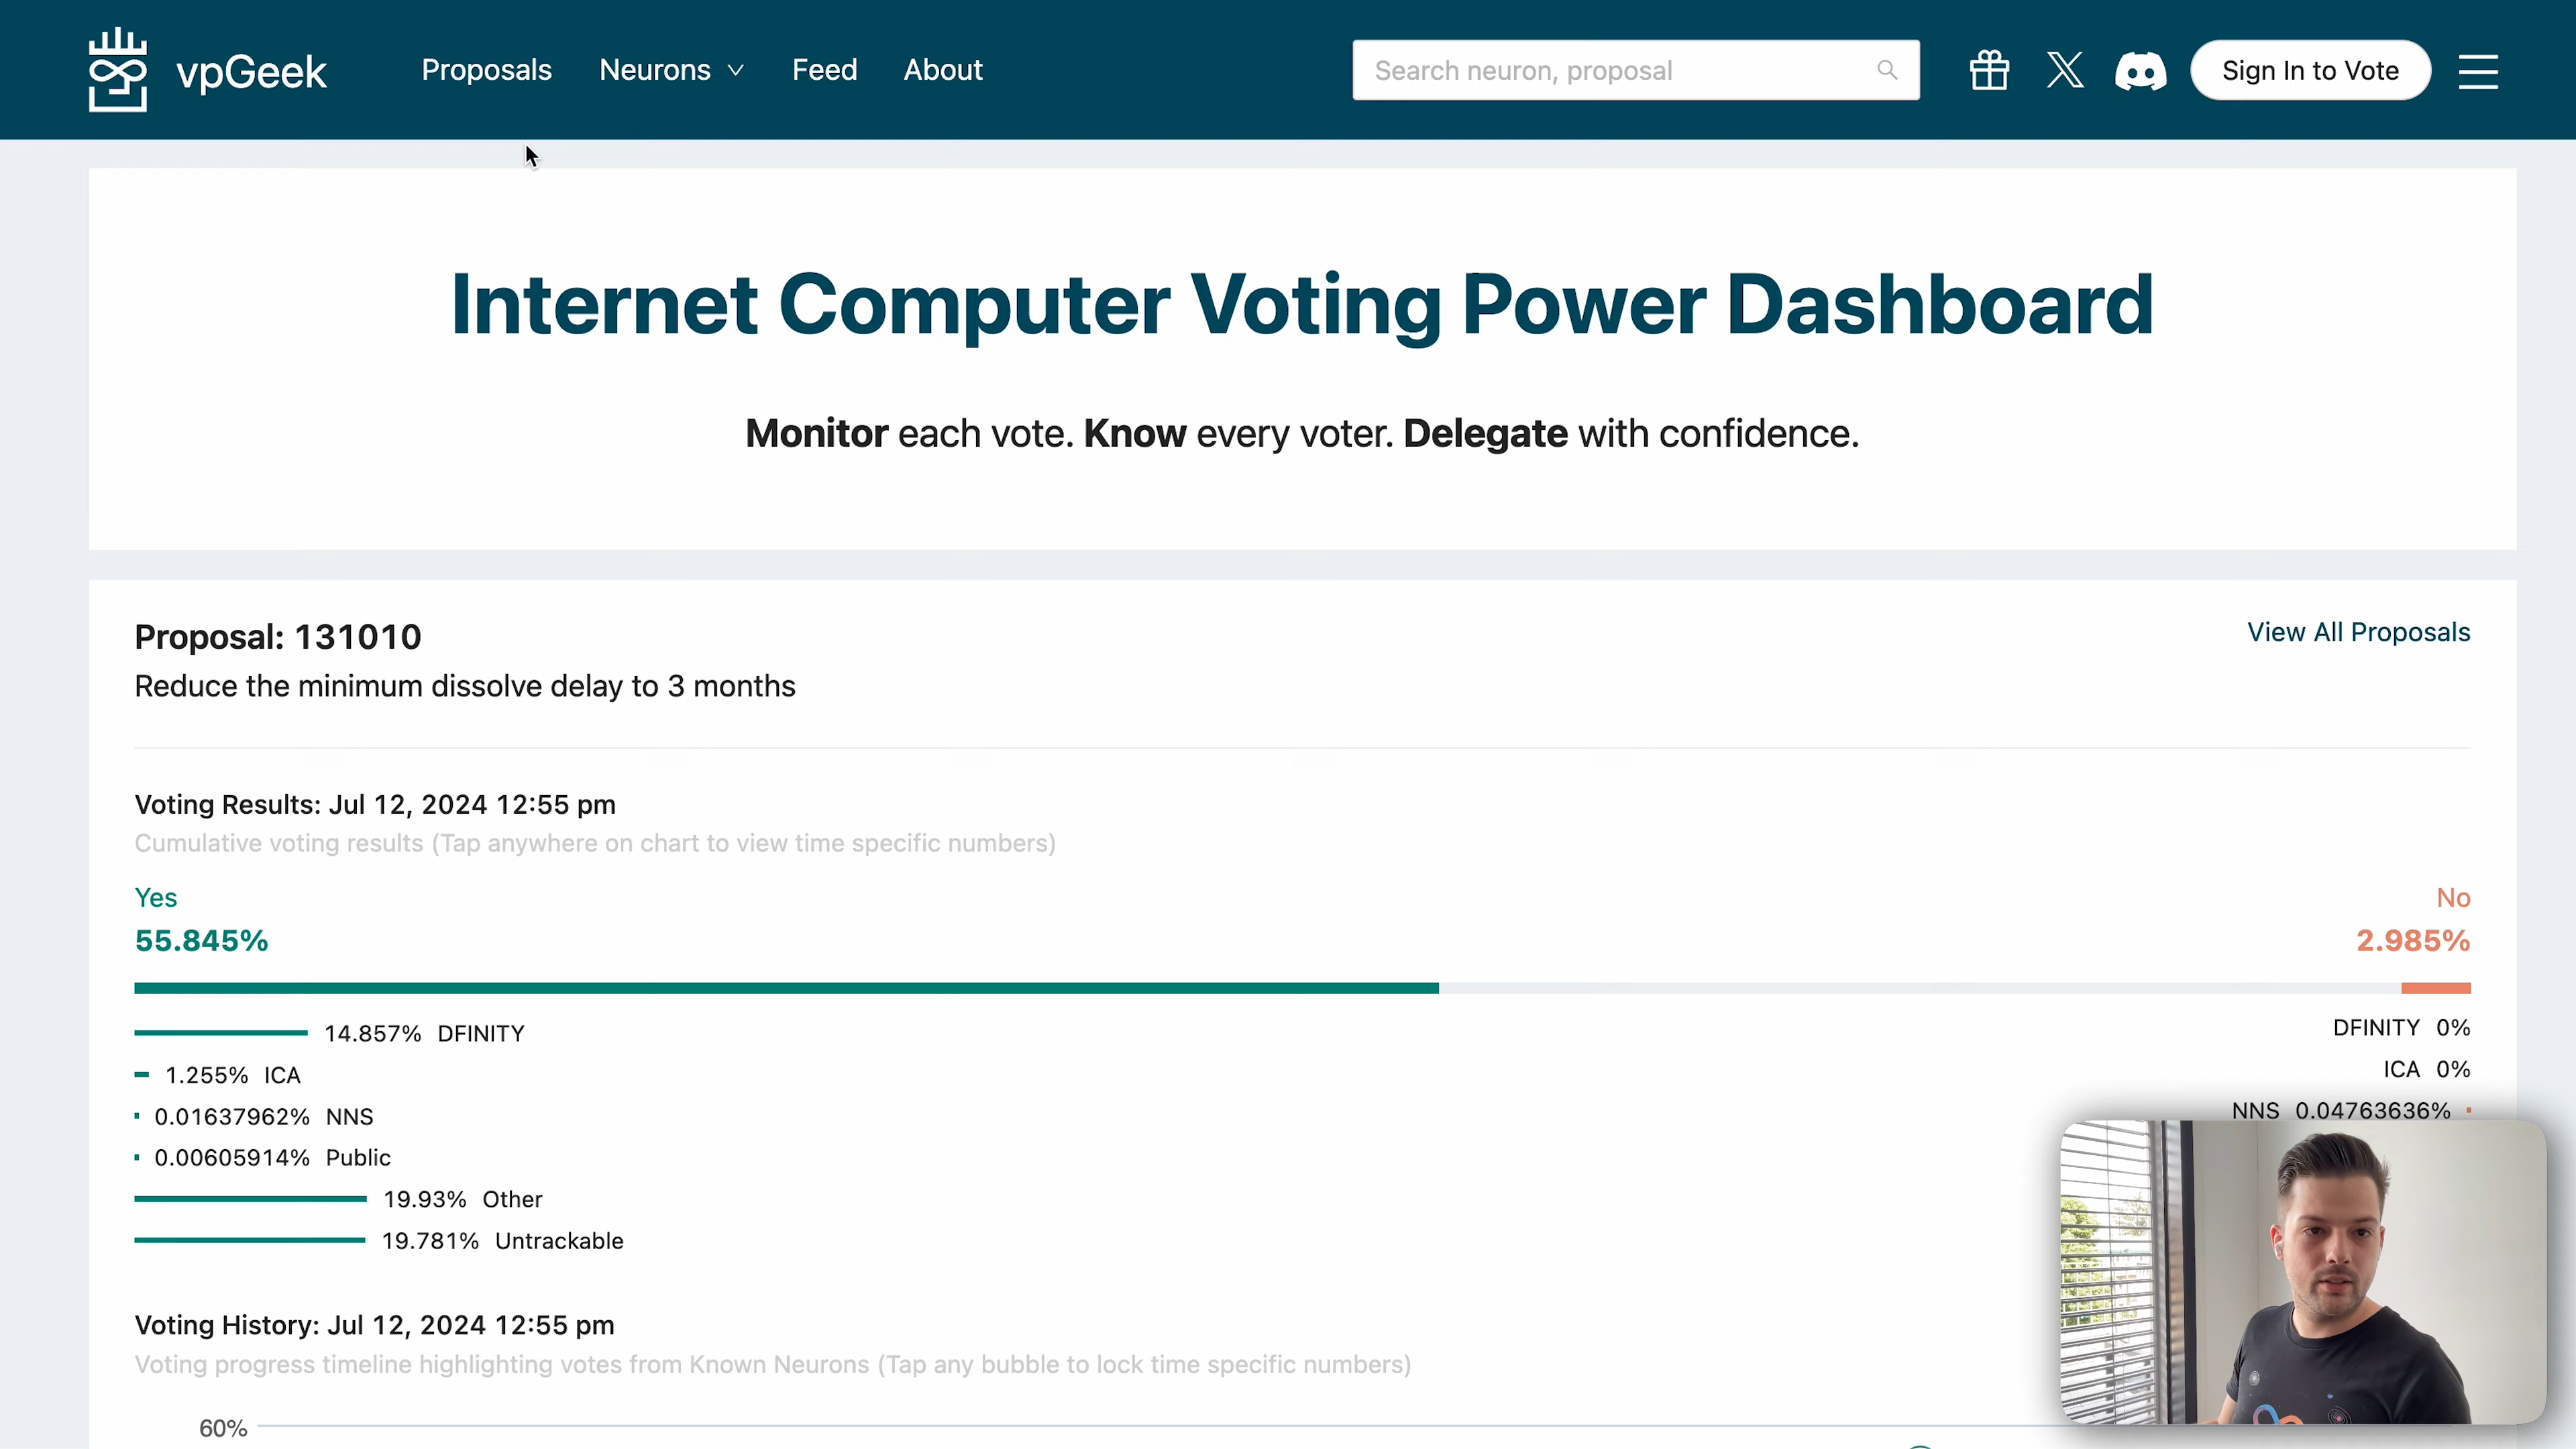 vpGeek
Proposals
Neurons
Feed
About
Search neuron, proposal
Sign In to Vote
Internet Computer Voting Power Dashboard
Monitor each vote. Know every voter. Delegate with confidence.
Proposal: 131010
View All Proposals
Reduce the minimum dissolve delay to 3 months
Voting Results: Jul 12, 2024 12:55 pm
Cumulative voting results (Tap anywhere on chart to view time specific numbers)
Yes
No
55.845%
2.985%
14.857% DFINITY
DFINITY 0%
1.255% ICA
ICA 0%
0.01637962% NNS
NNS 0.04763636%
0.00605914% Public
19.93% Other
19.781% Untrackable
Voting History: Jul 12, 2024 12:55 pm
Voting progress timeline highlighting votes from Known Neurons (Tap any bubble to lock time specific numbers)
60%